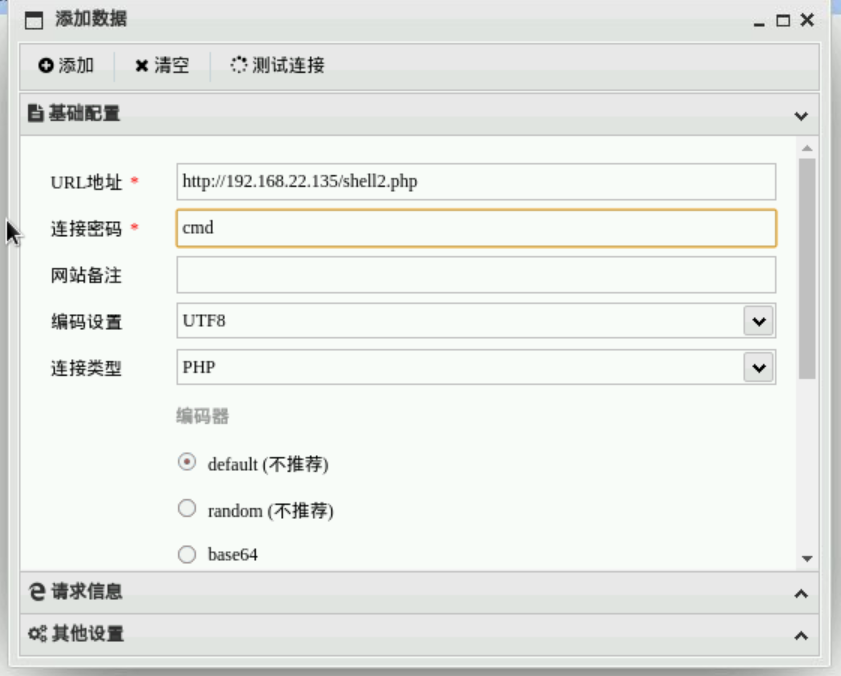 添加数据
添加 清空 测试连接
基础配置
URL地址 * http://192.168.22.135/shell2.php
连接密码 * cmd
网站备注
编码设置 UTF8
连接类型 PHP
编码器
default (不推荐)
random (不推荐)
base64
请求信息
其他设置